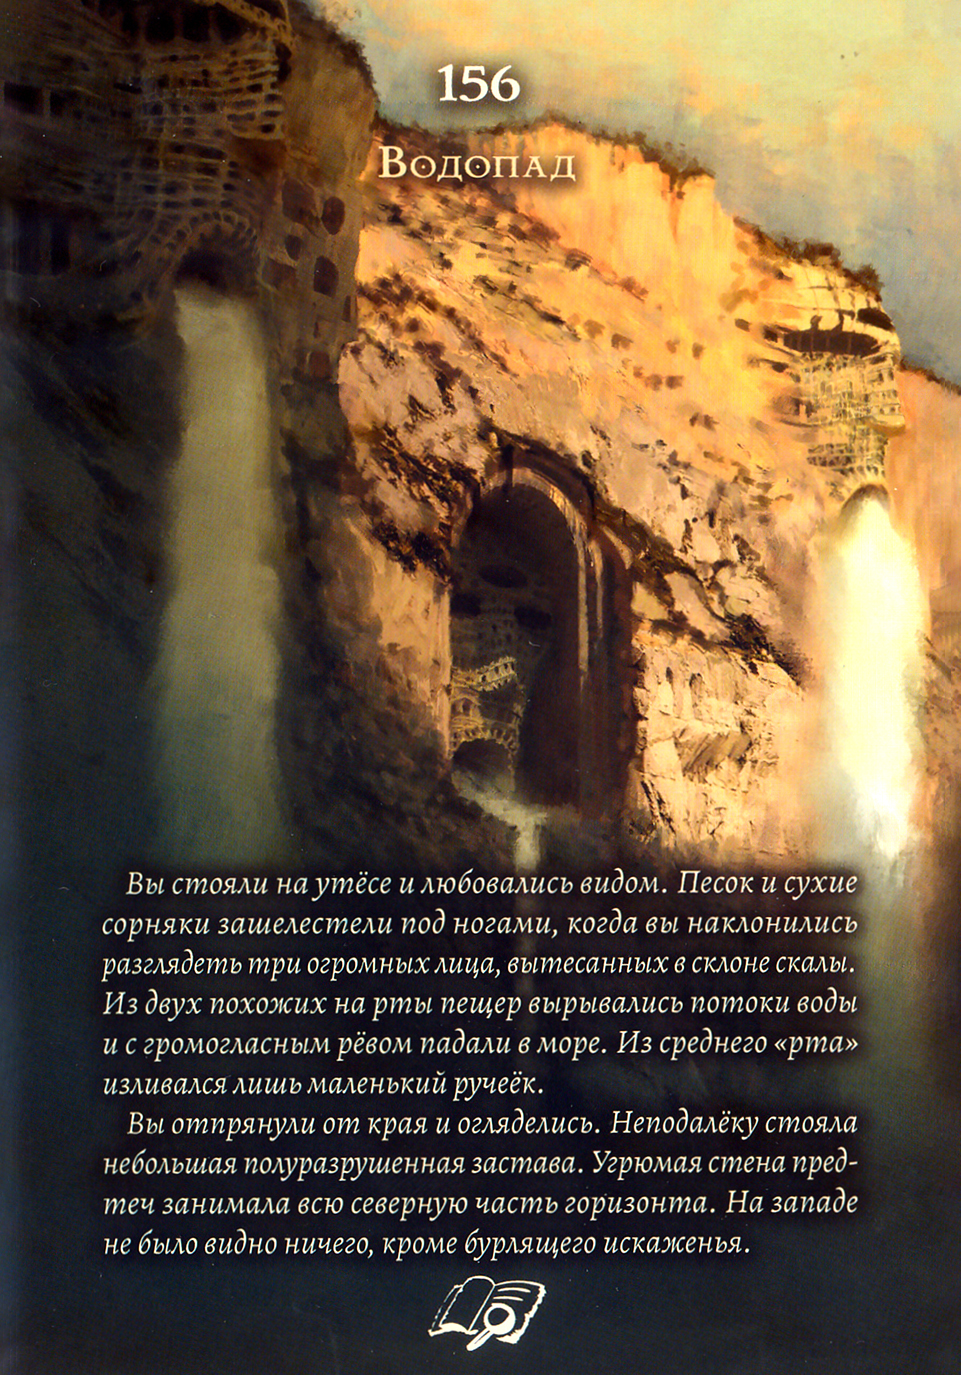 156
Водопад
Вы стояли на утёсе и любовались видом. Песок и сухие
сорняки зашелестели под ногами, когда вы наклонились
разглядеть три огромных лица, вытесанных в склоне скалы.
Из двух похожих на рты пещер вырывались потоки воды
и с громогласным рёвом падали в море. Из среднего «рта»
изливался лишь маленький ручеёк.
Вы отпрянули от края и огляделись. Неподалёку стояла
небольшая полуразрушенная застава. Угрюмая стена пред-
теч занимала всю северную часть горизонта. На западе
не было видно ничего, кроме бурлящего искаженья.